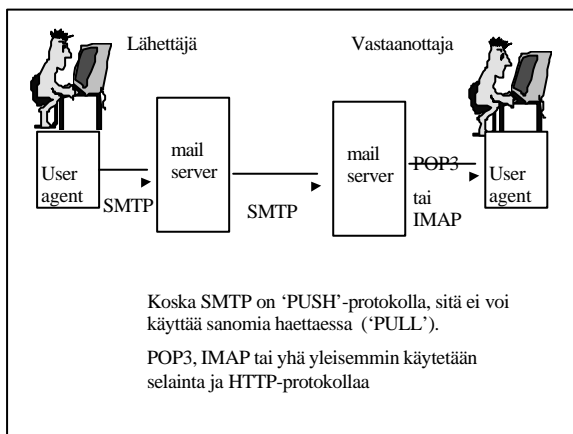 Lähettäjä
Vastaanottaja
User
agent
SMTP
mail
server
SMTP
mail
server
POP3
tai
IMAP
User
agent
Koska SMTP on ‘PUSH’-protokolla, sitä ei voi
käyttää sanomia haettaessa (‘PULL’).
POP3, IMAP tai yhä yleisemmin käytetään
selainta ja HTTP-protokollaa